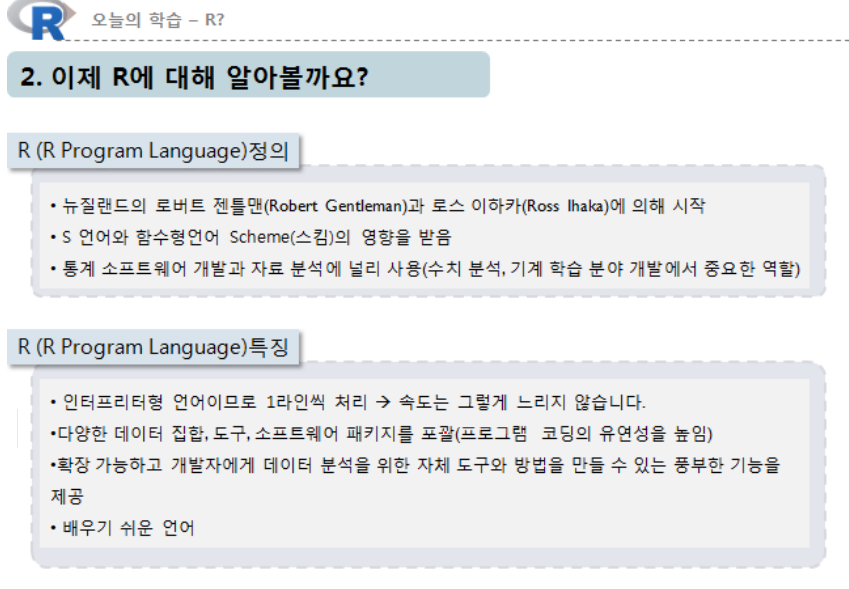 R
오늘의 학습 – R?
2. 이제 R에 대해 알아볼까요?
R (R Program Language)정의
• 뉴질랜드의 로버트 젠틀맨(Robert Gentleman)과 로스 이하카(Ross Ihaka)에 의해 시작
• S 언어와 함수형언어 Scheme(스킴)의 영향을 받음
• 통계 소프트웨어 개발과 자료 분석에 널리 사용(수치 분석, 기계 학습 분야 개발에서 중요한 역할)
R (R Program Language)특징
• 인터프리터형 언어이므로 1라인씩 처리 → 속도는 그렇게 느리지 않습니다.
•다양한 데이터 집합, 도구, 소프트웨어 패키지를 포괄(프로그램 코딩의 유연성을 높임)
•확장 가능하고 개발자에게 데이터 분석을 위한 자체 도구와 방법을 만들 수 있는 풍부한 기능을
제공
• 배우기 쉬운 언어